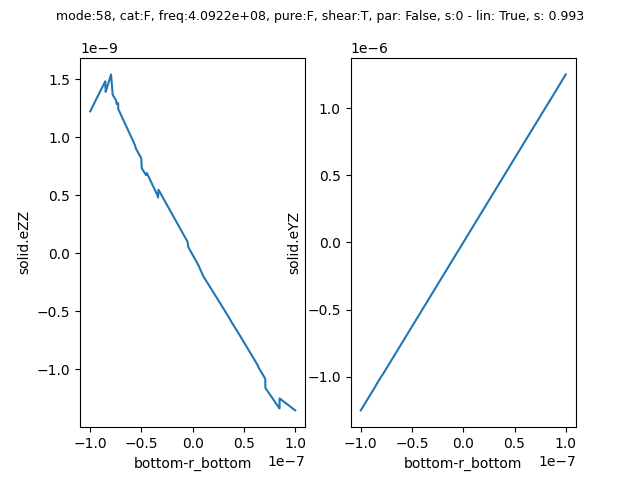 mode:58, cat:F, freq:4.0922e+08, pure:F, shear:T, par: False, s:0 - lin: True, s: 0.993
1e−9
1.5
1.0
0.5
0.0
−0.5
−1.0
solid.eZZ
−1.0 −0.5 0.0 0.5 1.0
bottom-r_bottom 1e−7
1e−6
1.0
0.5
0.0
−0.5
−1.0
solid.eYZ
−1.0 −0.5 0.0 0.5 1.0
bottom-r_bottom 1e−7